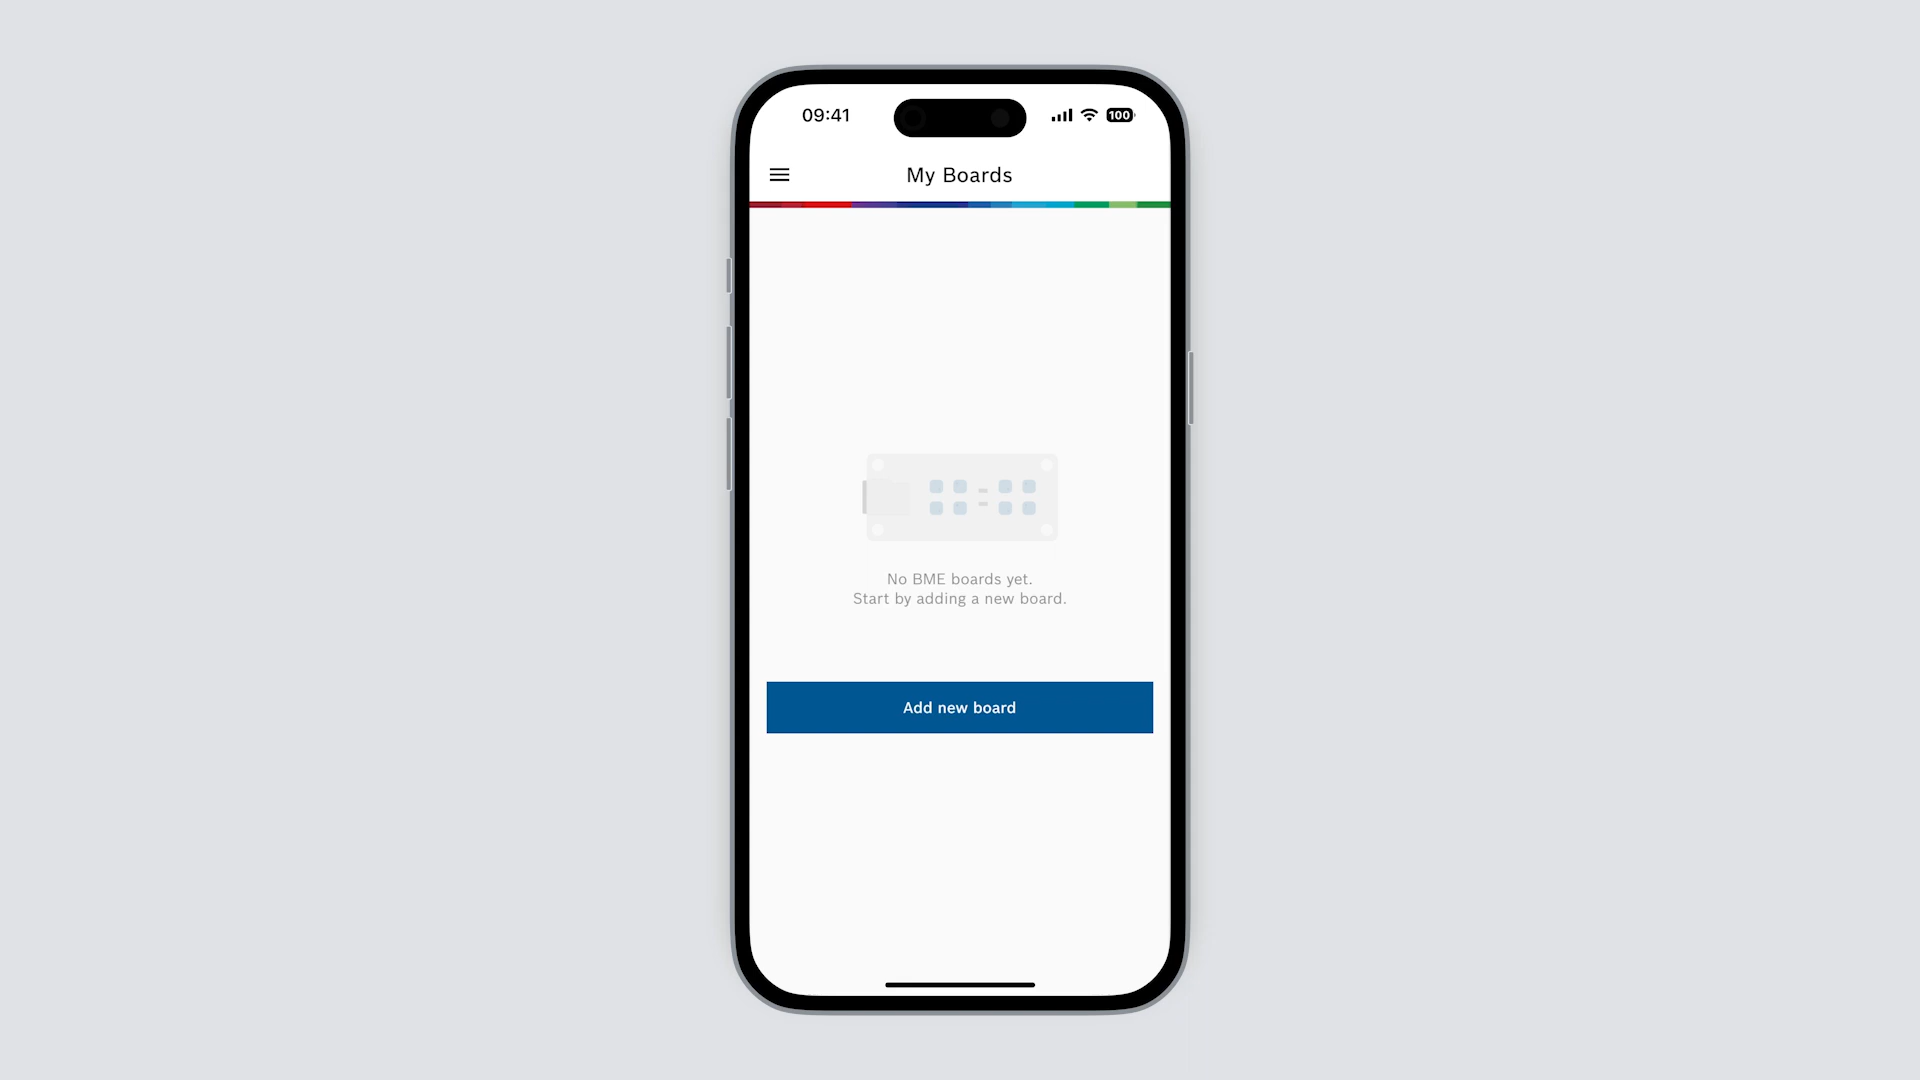 09:41
100
My Boards
No BME boards yet.
Start by adding a new board.
Add new board